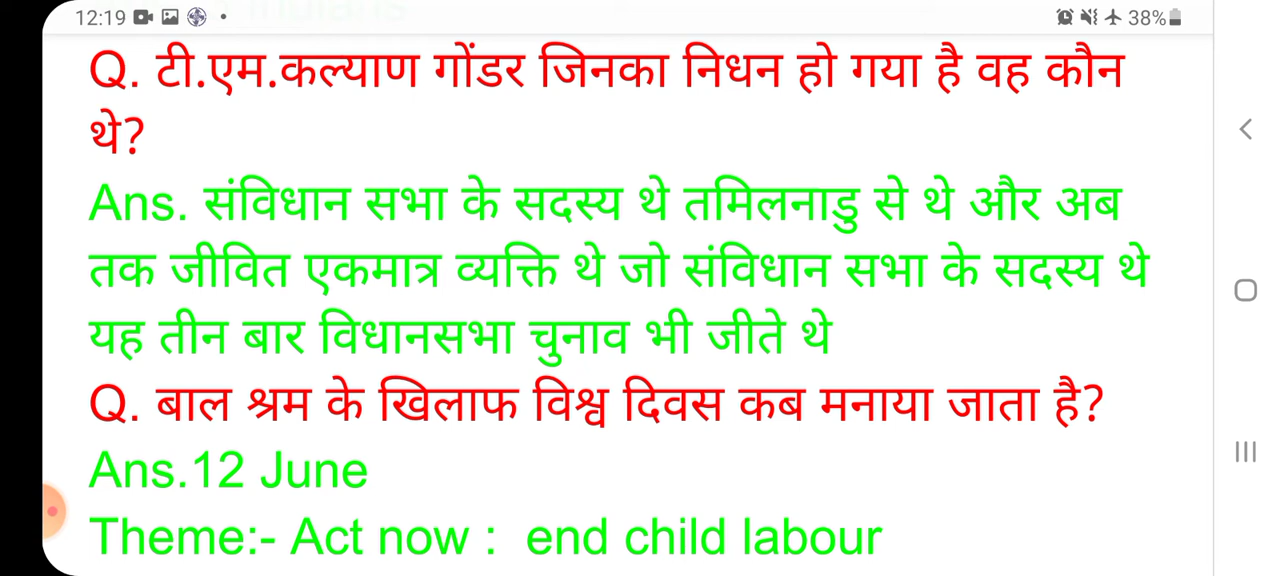 12:19
38%
Q. टी.एम.कल्याण गोंडर जिनका निधन हो गया है वह कौन
थे?
Ans. संविधान सभा के सदस्य थे तमिलनाडु से थे और अब
तक जीवित एकमात्र व्यक्ति थे जो संविधान सभा के सदस्य थे
यह तीन बार विधानसभा चुनाव भी जीते थे
Q. बाल श्रम के खिलाफ विश्व दिवस कब मनाया जाता है?
Ans.12 June
Theme:- Act now :  end child labour